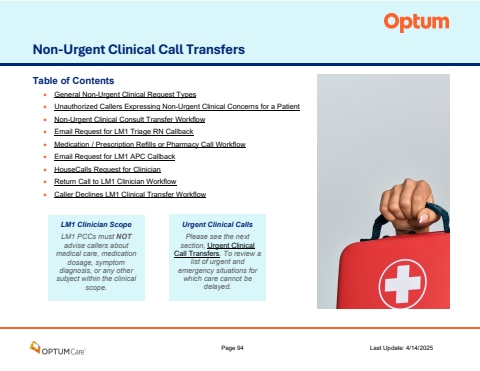 Optum
Non-Urgent Clinical Call Transfers
Table of Contents
• General Non-Urgent Clinical Request Types
• Unauthorized Callers Expressing Non-Urgent Clinical Concerns for a Patient
• Non-Urgent Clinical Consult Transfer Workflow
• Email Request for LM1 Triage RN Callback
• Medication / Prescription Refills or Pharmacy Call Workflow
• Email Request for LM1 APC Callback
• HouseCalls Request for Clinician
• Return Call to LM1 Clinician Workflow
• Caller Declines LM1 Clinical Transfer Workflow
LM1 Clinician Scope
LM1 PCCs must NOT
advise callers about
medical care, medication
dosage, symptom
diagnosis, or any other
subject within the clinical
scope.
Urgent Clinical Calls
Please see the next
section, Urgent Clinical
Call Transfers. To review a
list of urgent and
emergency situations for
which care cannot be
delayed.
OPTUMCare
Page 94
Last Update: 4/14/2025